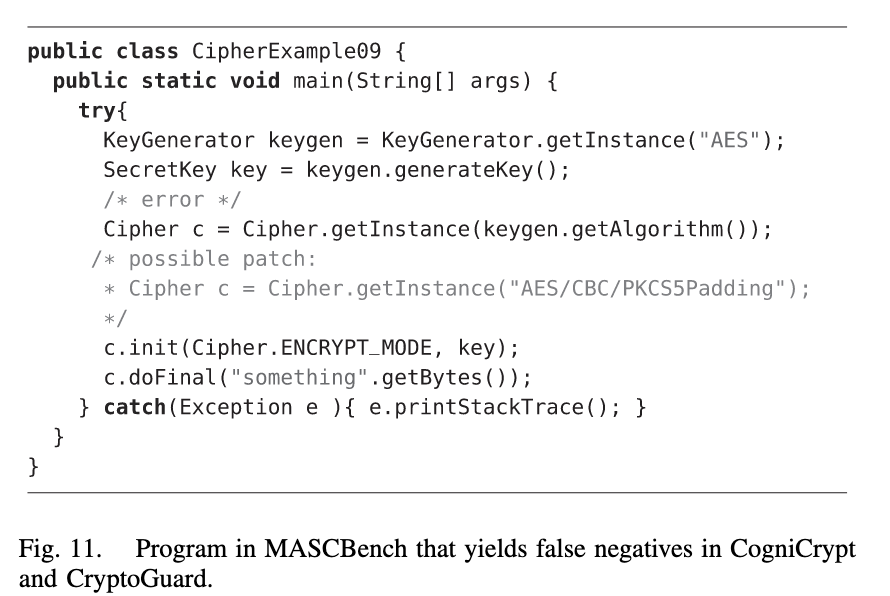 public class CipherExample09 {
public static void main(String[] args) {
try{
KeyGenerator keygen = KeyGenerator.getInstance("AES");
SecretKey key = keygen.generateKey();
/* error */
Cipher c = Cipher.getInstance(keygen.getAlgorithm());
/* possible patch:
* Cipher c = Cipher.getInstance("AES/CBC/PKCS5Padding");
*/
c.init(Cipher.ENCRYPT_MODE, key);
c.doFinal("something".getBytes());
} catch(Exception e ){ e.printStackTrace(); }
}
}
Fig. 11. Program in MASCBench that yields false negatives in CogniCrypt
and CryptoGuard.